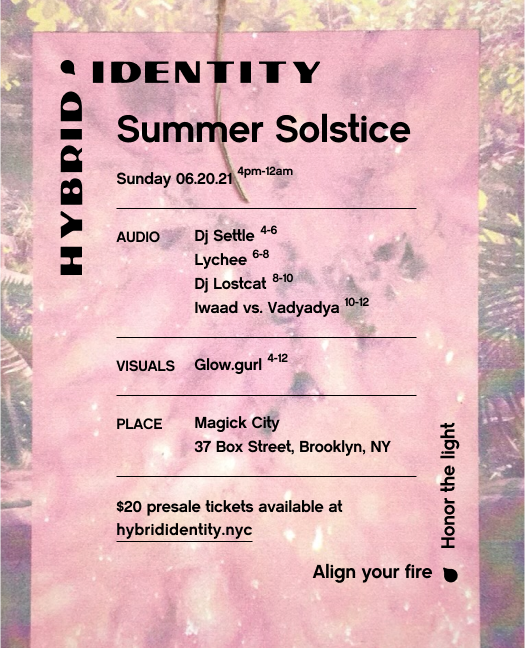 HYBRID
IDENTITY
Summer Solstice
Sunday 06.20.21 4pm-12am
AUDIO
Dj Settle 4-6
Lychee 6-8
Dj Lostcat 8-10
Iwaad vs. Vadyadya 10-12
VISUALS
Glow.gurl 4-12
PLACE
Magick City
37 Box Street, Brooklyn, NY
$20 presale tickets available at
hybrididentity.nyc
Align your fire
Honor the light